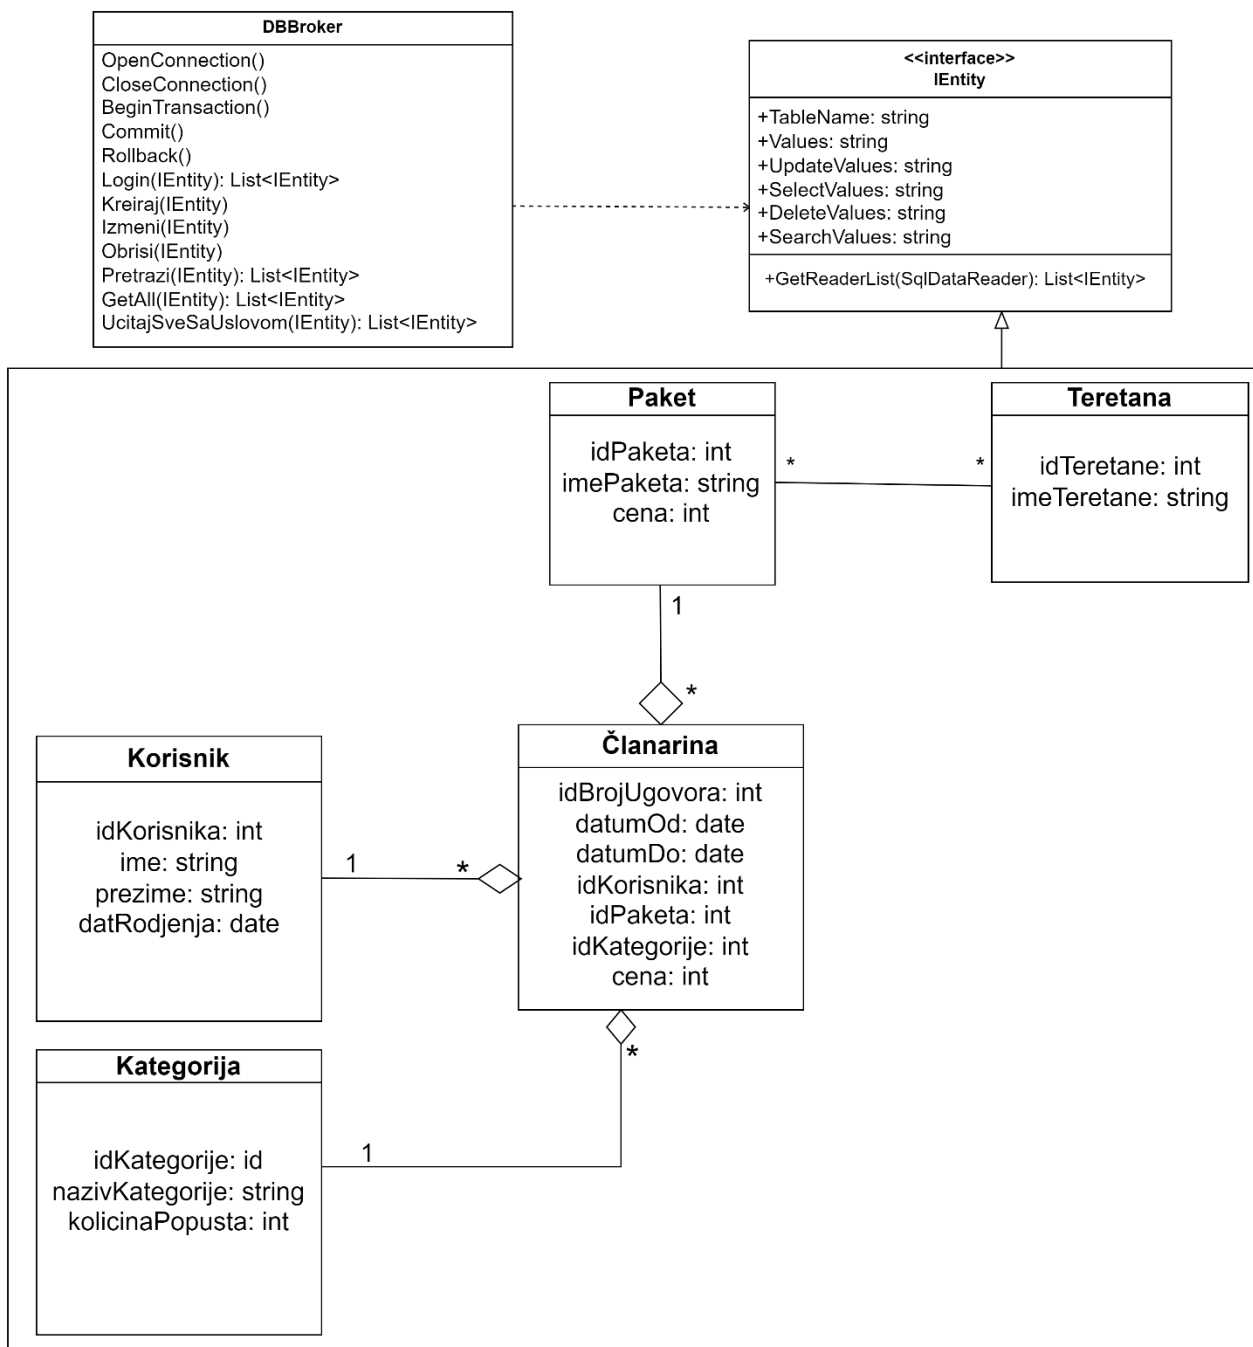 DBBroker
OpenConnection()
CloseConnection()
BeginTransaction()
Commit()
Rollback()
Login(IEntity): List<IEntity>
Kreiraj(IEntity)
Izmeni(IEntity)
Obrisi(IEntity)
Pretrazi(IEntity): List<IEntity>
GetAll(IEntity): List<IEntity>
UcitajSveSaUslovom(IEntity): List<IEntity>
<<interface>>
IEntity
+TableName: string
+Values: string
+UpdateValues: string
+SelectValues: string
+DeleteValues: string
+SearchValues: string
+GetReaderList(SqlDataReader): List<IEntity>
Paket
idPaketa: int
imePaketa: string
cena: int
*
*
Teretana
idTeretane: int
imeTeretane: string
1
*
Korisnik
idKorisnika: int
ime: string
prezime: string
datRodjenja: date
1
*
Članarina
idBrojUgovora: int
datumOd: date
datumDo: date
idKorisnika: int
idPaketa: int
idKategorije: int
cena: int
*
Kategorija
idKategorije: id
nazivKategorije: string
kolicinaPopusta: int
1